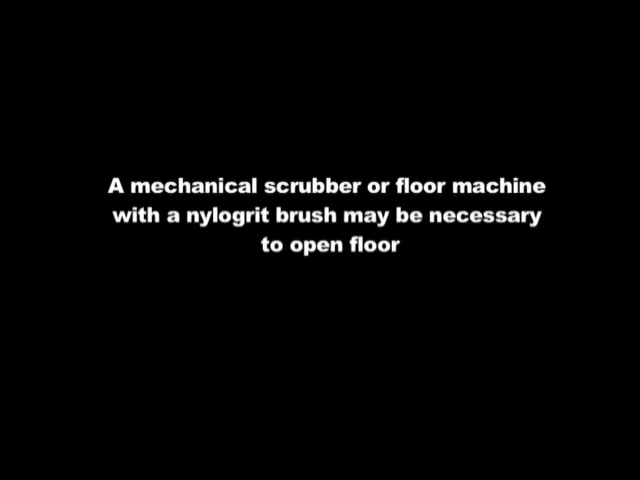 A mechanical scrubber or floor machine
with a nylogrit brush may be necessary
to open floor